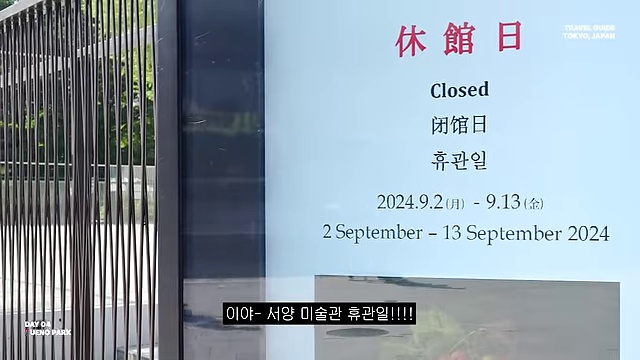 休館日
TRAVEL GUIDE
TOKYO, JAPAN
Closed
闭馆日
휴관일
2024.9.2(月) - 9.13(金)
2 September – 13 September 2024
이야- 서양 미술관 휴관일!!!!
DAY 04
UENO PARK